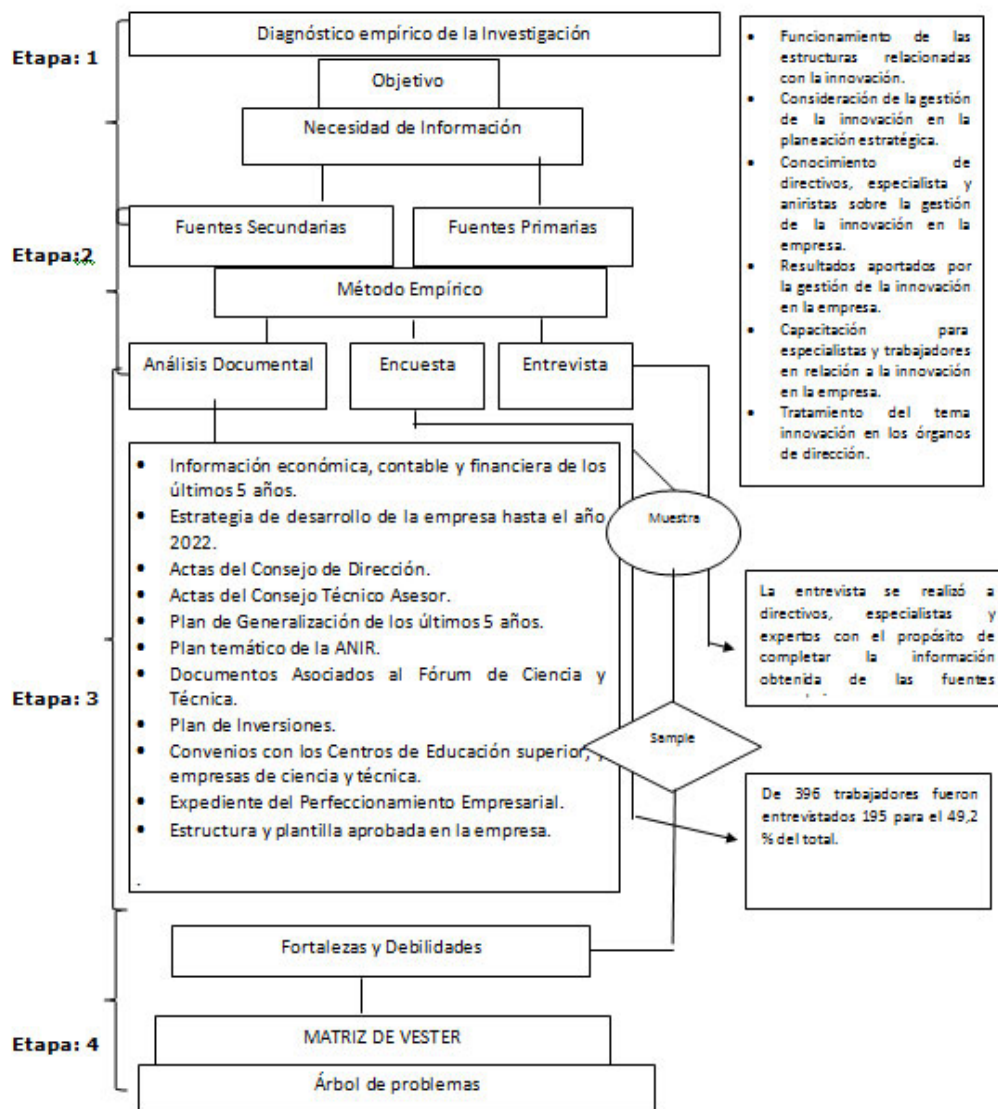 Diagnóstico empírico de la Investigación
Etapa: 1
Objetivo
Necesidad de Información
Fuentes Secundarias
Fuentes Primarias
Etapa:2
Método Empírico
Análisis Documental
Encuesta
Entrevista
• Funcionamiento de las
estructuras relacionadas
con la innovación.
• Consideración de la gestión
de la innovación en la
planeación estratégica.
• Conocimiento de
directivos, especialista y
aniristas sobre la gestión
de la innovación en la
empresa.
• Resultados aportados por
la gestión de la innovación
en la empresa.
• Capacitación para
especialistas y trabajadores
en relación a la innovación
en la empresa.
• Tratamiento del tema
innovación en los órganos
de dirección.
• Información económica, contable y financiera de los
últimos 5 años.
• Estrategia de desarrollo de la empresa hasta el año
2022.
• Actas del Consejo de Dirección.
• Actas del Consejo Técnico Asesor.
• Plan de Generalización de los últimos 5 años.
• Plan temático de la ANIR.
• Documentos Asociados al Fórum de Ciencia y
Técnica.
• Plan de Inversiones.
• Convenios con los Centros de Educación superior,
empresas de ciencia y técnica.
• Expediente del Perfeccionamiento Empresarial.
• Estructura y plantilla aprobada en la empresa.
.
Etapa: 3
Muestra
La entrevista se realizó a
directivos, especialistas y
expertos con el propósito de
completar la información
obtenida de las fuentes
Sample
De 396 trabajadores fueron
entrevistados 195 para el 49,2
% del total.
Fortalezas y Debilidades
Etapa: 4
MATRIZ DE VESTER
Árbol de problemas